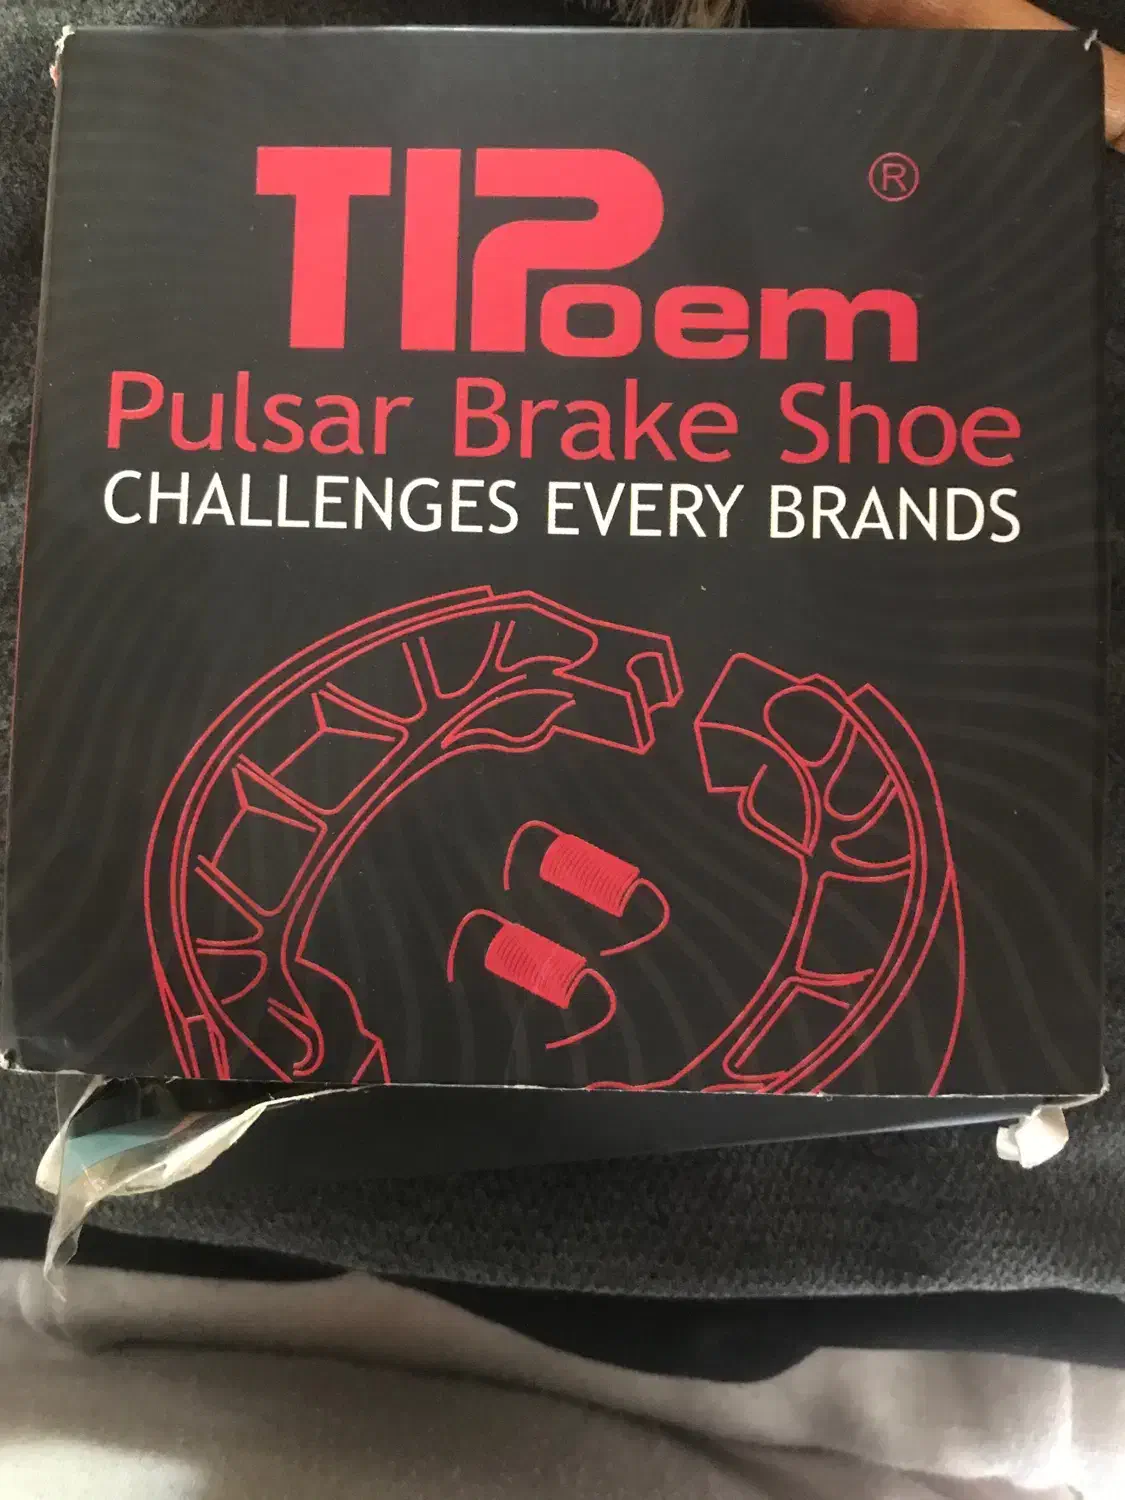 TIPoem ®
Pulsar Brake Shoe
CHALLENGES EVERY BRANDS